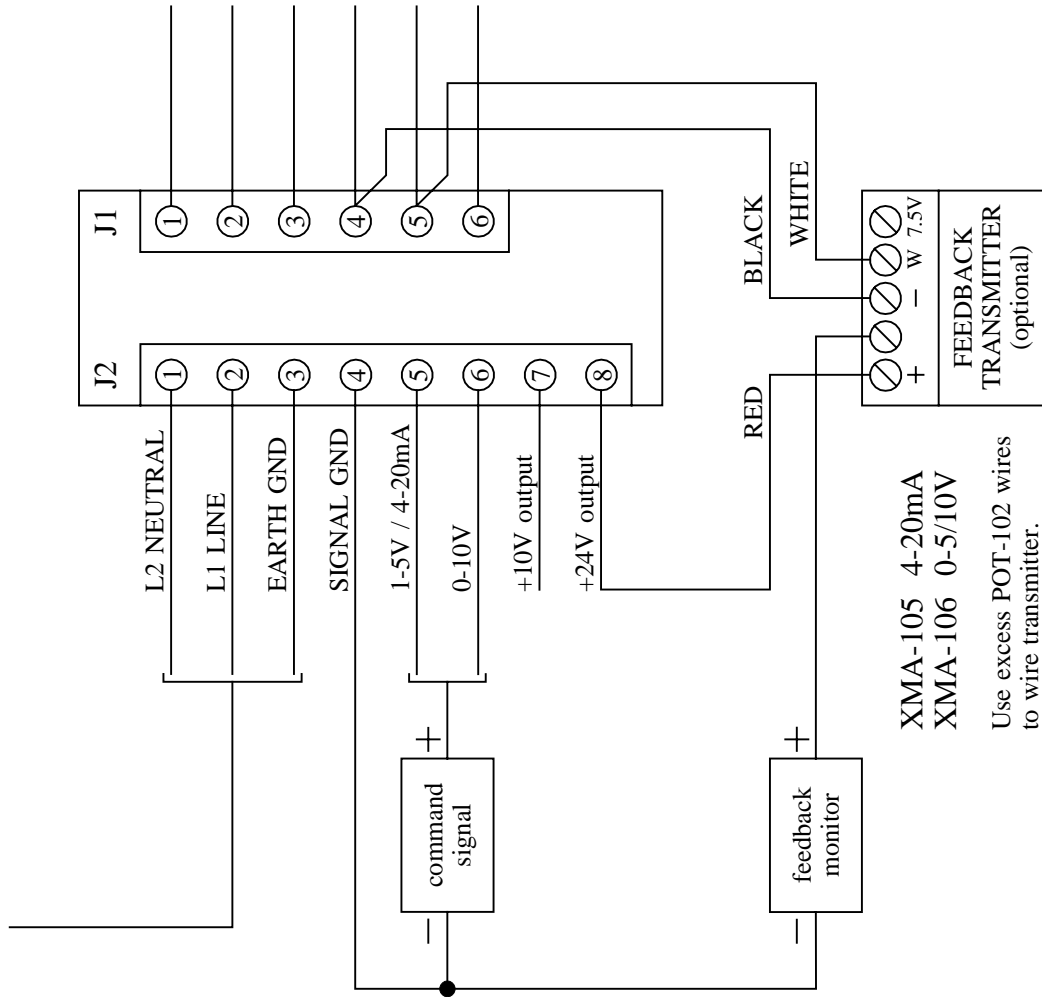 J2
J1
L2 NEUTRAL
1
1
L1 LINE
2
2
EARTH GND
3
3
SIGNAL GND
4
4
1-5V / 4-20mA
5
5
0-10V
6
6
+10V output
7
+24V output
8
+
command
signal
−
RED
BLACK
WHITE
+
feedback
monitor
−
+
−
W
7.5V
FEEDBACK
TRANSMITTER
(optional)
XMA-105 4-20mA
XMA-106 0-5/10V
Use excess POT-102 wires
to wire transmitter.